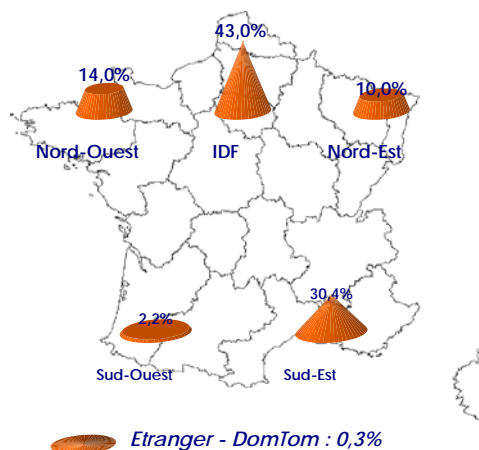 43,0%
14,0%
10,0%
Nord-Ouest IDF Nord-Est
30,4%
2,2%
Sud-Ouest Sud-Est
Etranger - DomTom : 0,3%